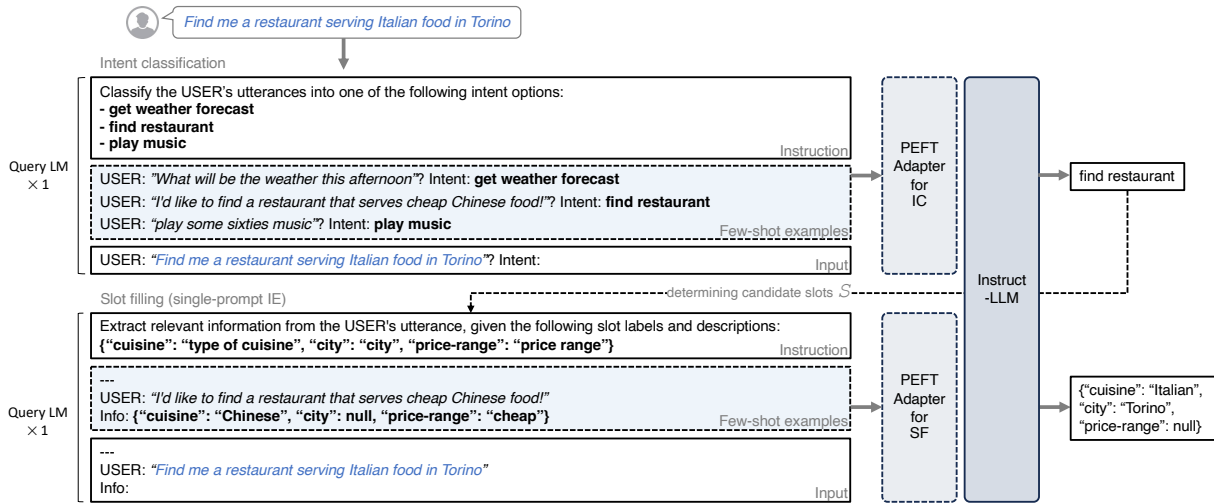 Find me a restaurant serving Italian food in Torino
Intent classification
Classify the USER's utterances into one of the following intent options:
- get weather forecast
- find restaurant
- play music
Instruction
USER: ”What will be the weather this afternoon”? Intent: get weather forecast
USER: “I'd like to find a restaurant that serves cheap Chinese food!”? Intent: find restaurant
USER: “play some sixties music”? Intent: play music
Few-shot examples
USER: “Find me a restaurant serving Italian food in Torino”? Intent:
Input
Query LM
× 1
PEFT
Adapter
for
IC
Instruct
-LLM
find restaurant
determining candidate slots S
Slot filling (single-prompt IE)
Extract relevant information from the USER's utterance, given the following slot labels and descriptions:
{“cuisine”: “type of cuisine”, “city”: “city”, “price-range”: “price range”}
Instruction
---
USER: “I'd like to find a restaurant that serves cheap Chinese food!”
Info: {“cuisine”: “Chinese”, “city”: null, “price-range”: “cheap”}
Few-shot examples
---
USER: “Find me a restaurant serving Italian food in Torino”
Info:
Input
Query LM
×1
PEFT
Adapter
for
SF
{“cuisine”: “Italian”,
“city”: “Torino”,
“price-range”: null}